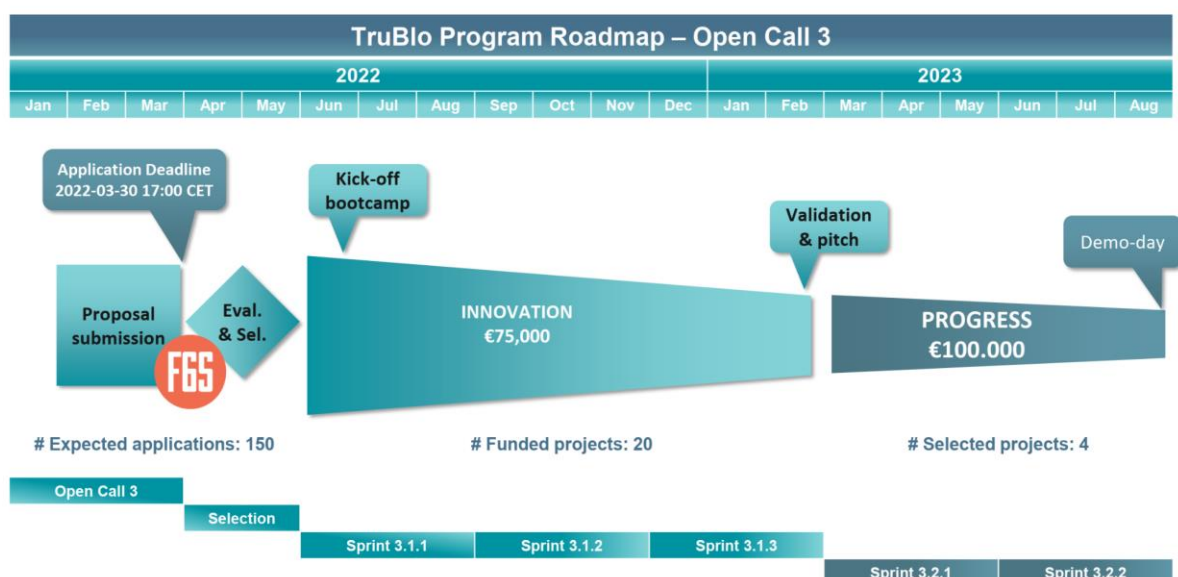 TruBlo Program Roadmap – Open Call 3
2022 2023
Jan Feb Mar Apr May Jun Jul Aug Sep Oct Nov Dec Jan Feb Mar Apr May Jun Jul Aug
Application Deadline
2022-03-30 17:00 CET
Kick-off
bootcamp
Validation
& pitch
Demo-day
Proposal
submission
F6S
Eval.
& Sel.
INNOVATION
€75,000
PROGRESS
€100.000
# Expected applications: 150
# Funded projects: 20
# Selected projects: 4
Open Call 3
Selection
Sprint 3.1.1
Sprint 3.1.2
Sprint 3.1.3
Sprint 3.2.1
Sprint 3.2.2